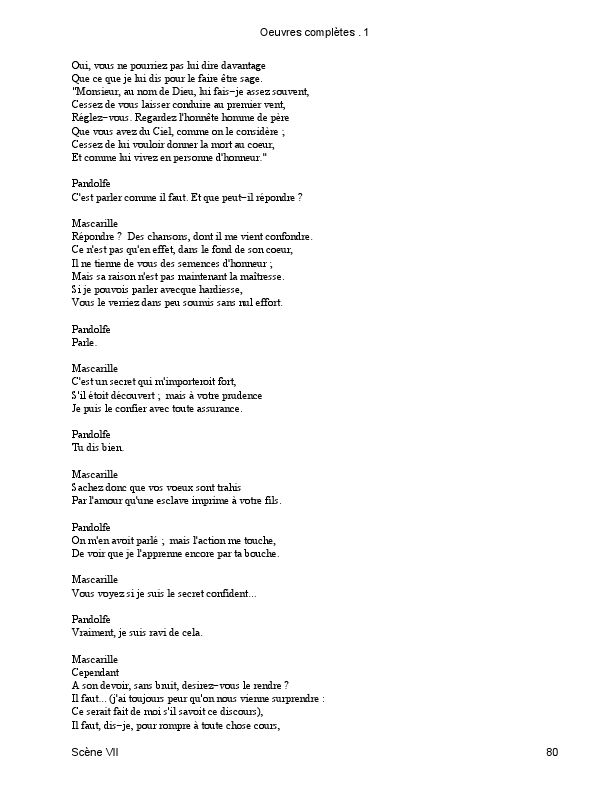 Oeuvres complètes . 1
Oui, vous ne pourriez pas lui dire davantage
Que ce que je lui dis pour le faire être sage.
"Monsieur, au nom de Dieu, lui fais−je assez souvent,
Cessez de vous laisser conduire au premier vent,
Réglez−vous. Regardez l'honnête homme de père
Que vous avez du Ciel, comme on le considère ;
Cessez de lui vouloir donner la mort au coeur,
Et comme lui vivez en personne d'honneur."
Pandolfe
C'est parler comme il faut. Et que peut−il répondre ?
Mascarille
Répondre ?  Des chansons, dont il me vient confondre.
Ce n'est pas qu'en effet, dans le fond de son coeur,
Il ne tienne de vous des semences d'honneur ;
Mais sa raison n'est pas maintenant la maîtresse.
Si je pouvois parler avecque hardiesse,
Vous le verriez dans peu soumis sans nul effort.
Pandolfe
Parle.
Mascarille
C'est un secret qui m'importeroit fort,
S'il étoit découvert ;  mais à votre prudence
Je puis le confier avec toute assurance.
Pandolfe
Tu dis bien.
Mascarille
Sachez donc que vos voeux sont trahis
Par l'amour qu'une esclave imprime à votre fils.
Pandolfe
On m'en avoit parlé ;  mais l'action me touche,
De voir que je l'apprenne encore par ta bouche.
Mascarille
Vous voyez si je suis le secret confident...
Pandolfe
Vraiment, je suis ravi de cela.
Mascarille
Cependant
A son devoir, sans bruit, desirez−vous le rendre ?
Il faut... (j'ai toujours peur qu'on nous vienne surprendre :
Ce serait fait de moi s'il savoit ce discours),
Il faut, dis−je, pour rompre à toute chose cours,
Scène VII 80